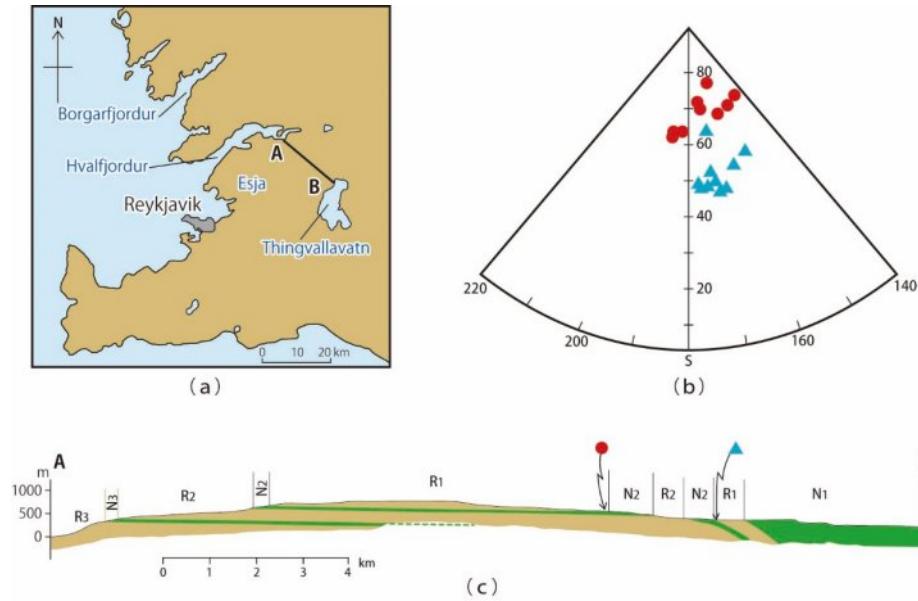 N
Borgarfjordur
Hvalfjordur
A
Esja
B
Reykjavik
Thingvallavatn
0 10 20 km
(a)
80
60
40
20
220
140
200
160
S
(b)
m
A
1000
500
0
R3
N3
R2
N2
R1
N2
R2
N2
R1
N1
0 1 2 3 4 km
(c)